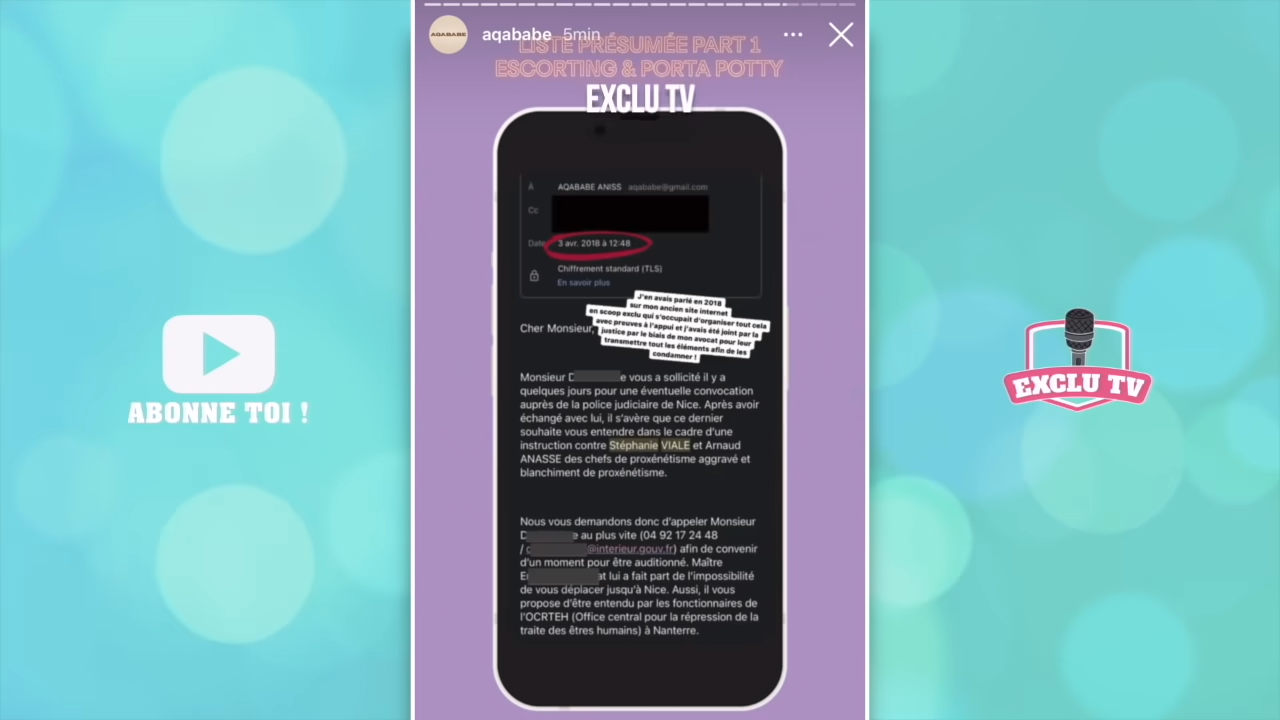 AQABABE
aqababe 5min
LISTE PRÉSUMÉE PART 1
ESCORTING & PORTA POTTY
EXCLU TV
À AQABABE ANISS aqababe@gmail.com
Cc
Date 3 avr. 2018 à 12:48
Chiffrement standard (TLS)
En savoir plus
J'en avais parlé en 2018
sur mon ancien site internet
en scoop exclu qui s'occupait d'organiser tout cela
avec preuves à l'appui et j'avais été joint par la
justice par le biais de mon avocat pour leur
transmettre tout les éléments afin de les
condamner !
Cher Monsieur,
Monsieur D e vous a sollicité il y a
quelques jours pour une éventuelle convocation
auprès de la police judiciaire de Nice. Après avoir
échangé avec lui, il s'avère que ce dernier
souhaite vous entendre dans le cadre d'une
instruction contre Stéphanie VIALE et Arnaud
ANASSE des chefs de proxénétisme aggravé et
blanchiment de proxénétisme.
Nous vous demandons donc d'appeler Monsieur
D e au plus vite (04 92 17 24 48
/ @interieur.gouv.fr) afin de convenir
d'un moment pour être auditionné. Maître
E at lui a fait part de l'impossibilité
de vous déplacer jusqu'à Nice. Aussi, il vous
propose d'être entendu par les fonctionnaires de
l'OCRTEH (Office central pour la répression de la
traite des êtres humains) à Nanterre.
ABONNE TOI !
EXCLU TV